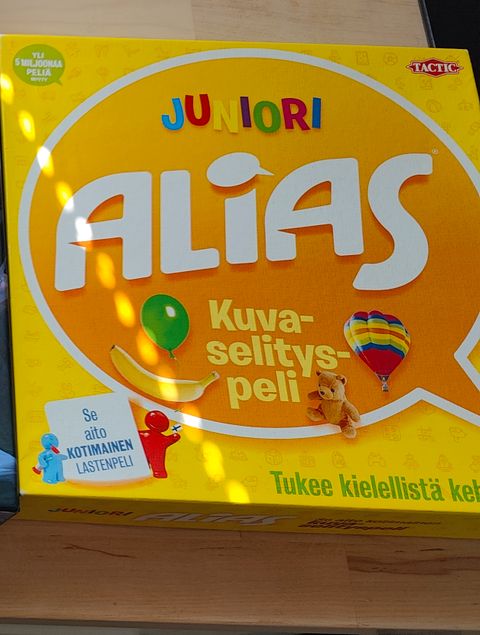 YLI
5 MILJOONAA
PELIÄ
MYYTY
TACTIC
JUNIORI
ALIAS
Kuva-
selitys-
peli
Se
aito
KOTIMAINEN
LASTENPELI
Tukee kielellistä keh
JUNIORI ALIAS